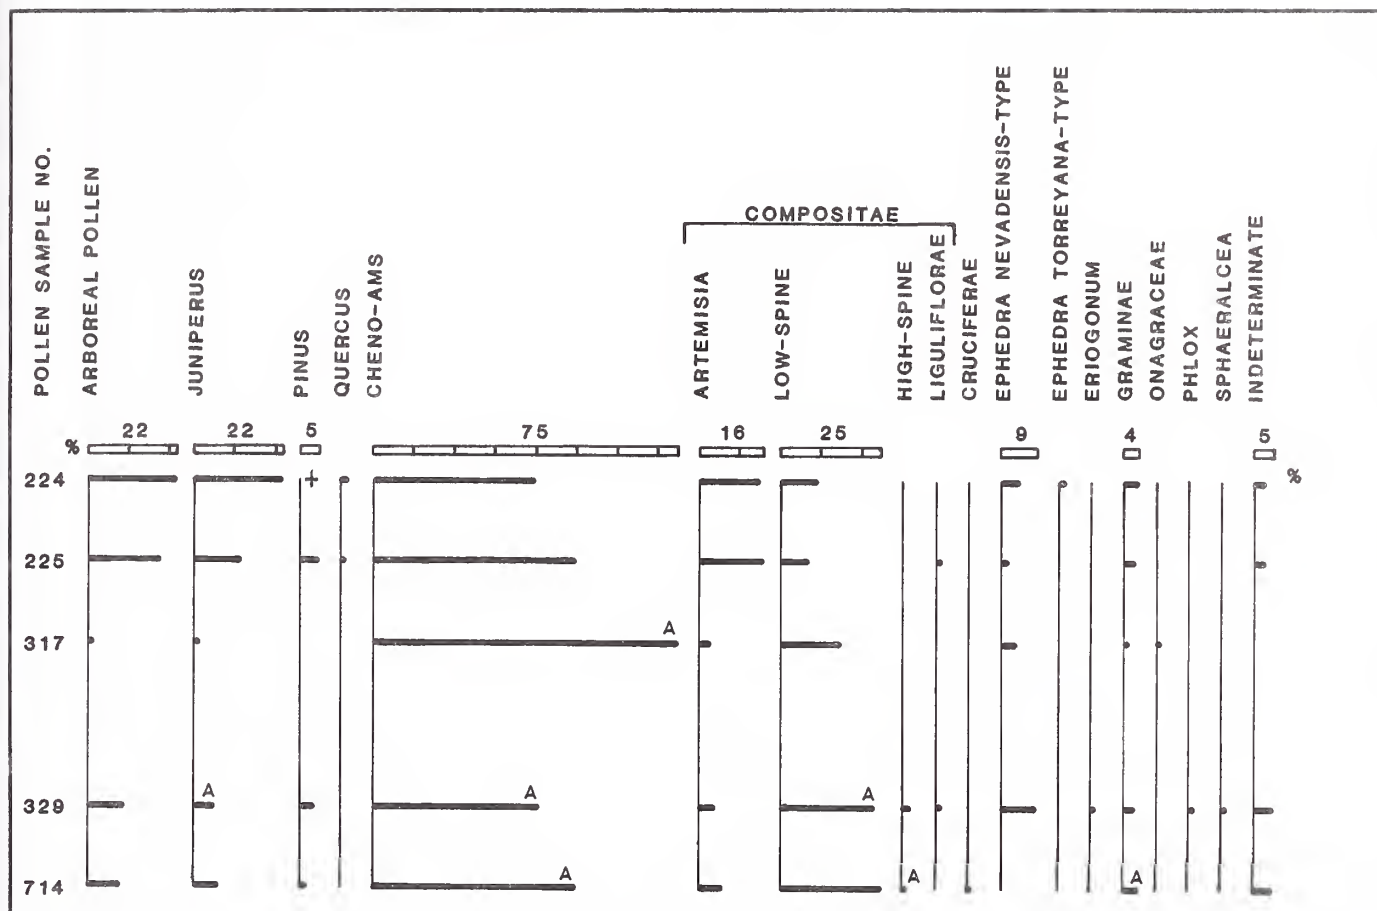 POLLEN SAMPLE NO.
ARBOREAL POLLEN
JUNIPERUS
PINUS
QUERCUS
CHENO-AMS
COMPOSITAE
ARTEMISIA
LOW-SPINE
HIGH-SPINE
LIGULIFLORAE
CRUCIFERAE
EPHEDRA NEVADENSIS-TYPE
EPHEDRA TORREYANA-TYPE
ERIOGONUM
GRAMINAE
ONAGRACEAE
PHLOX
SPHAERALCEA
INDETERMINATE
% 22 22 5 75 16 25 9 4 5
224 + %
225
317 A
329 A A A
714 A A A